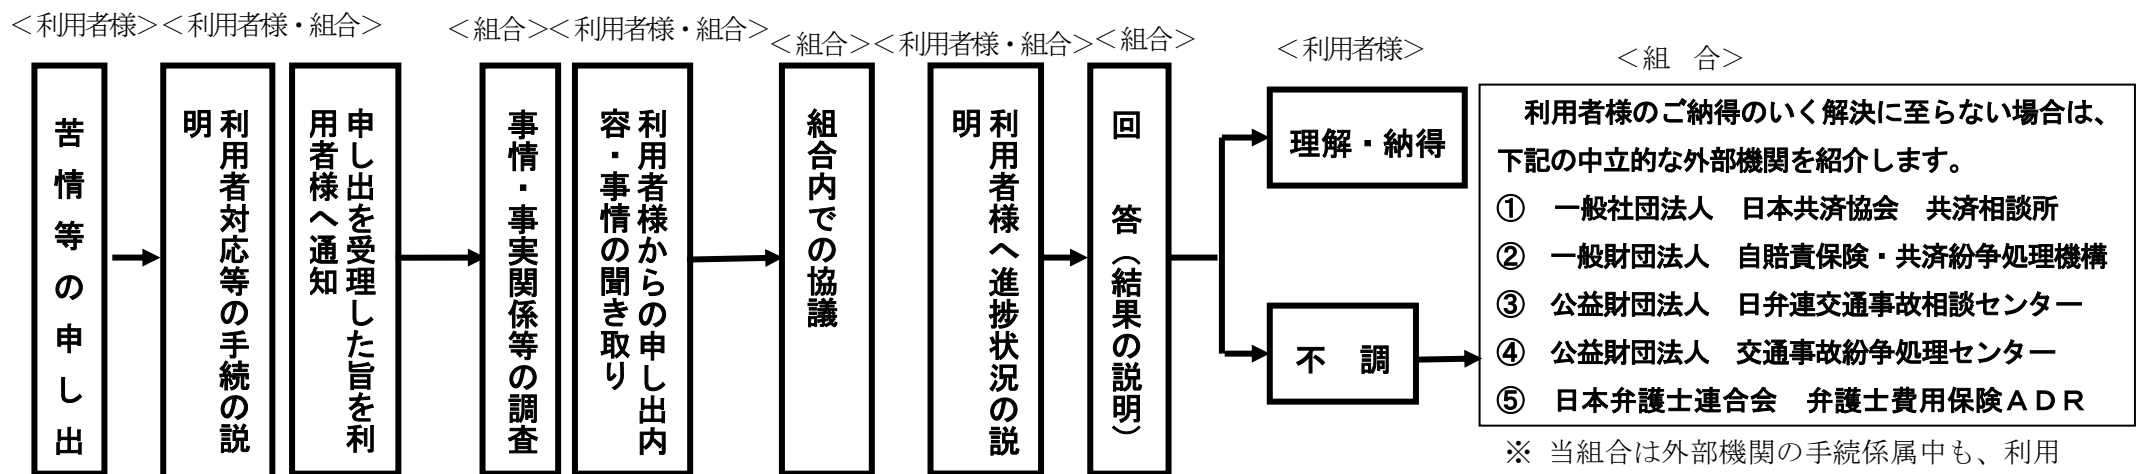 ＜利用者様＞＜利用者様・組合＞
＜組合＞＜利用者様・組合＞
＜組合＞＜利用者様・組合＞
＜組合＞
＜利用者様＞
＜組　合＞
苦情等の申し出
利用者対応等の手続の説
明
申し出を受理した旨を利
用者様へ通知
事情・事実関係等の調査
利用者様からの申し出内
容・事情の聞き取り
組合内での協議
利用者様へ進捗状況の説
明
回　答（結果の説明）
理解・納得
不　調
利用者様のご納得のいく解決に至らない場合は、
下記の中立的な外部機関を紹介します。
①　一般社団法人　日本共済協会　共済相談所
②　一般財団法人　自賠責保険・共済紛争処理機構
③　公益財団法人　日弁連交通事故相談センター
④　公益財団法人　交通事故紛争処理センター
⑤　日本弁護士連合会　弁護士費用保険ＡＤＲ
※ 当組合は外部機関の手続係属中も、利用